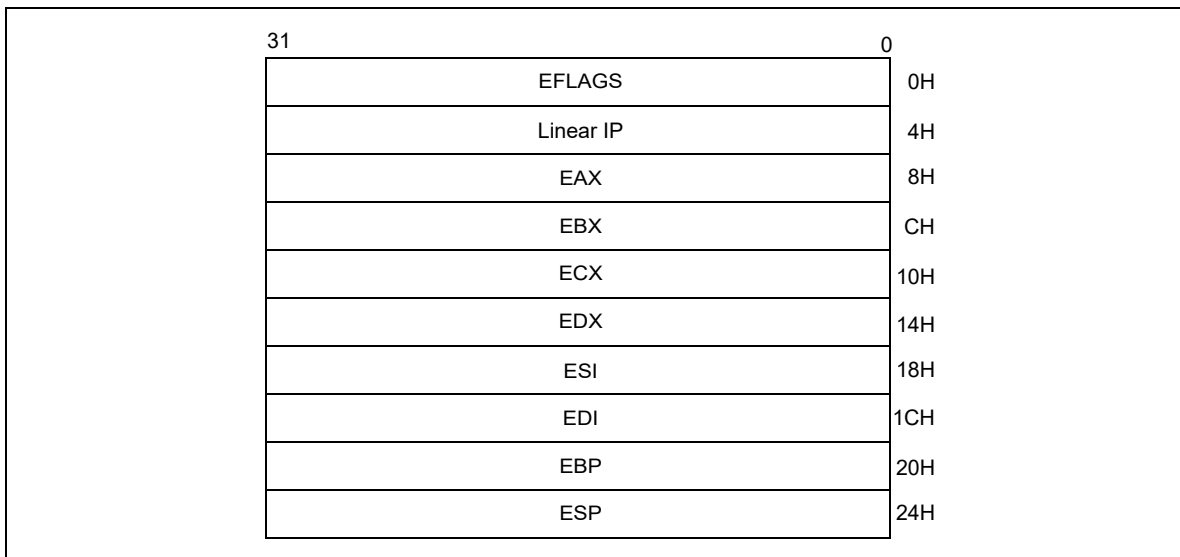 31 0
EFLAGS 0H
Linear IP 4H
EAX 8H
EBX CH
ECX 10H
EDX 14H
ESI 18H
EDI 1CH
EBP 20H
ESP 24H